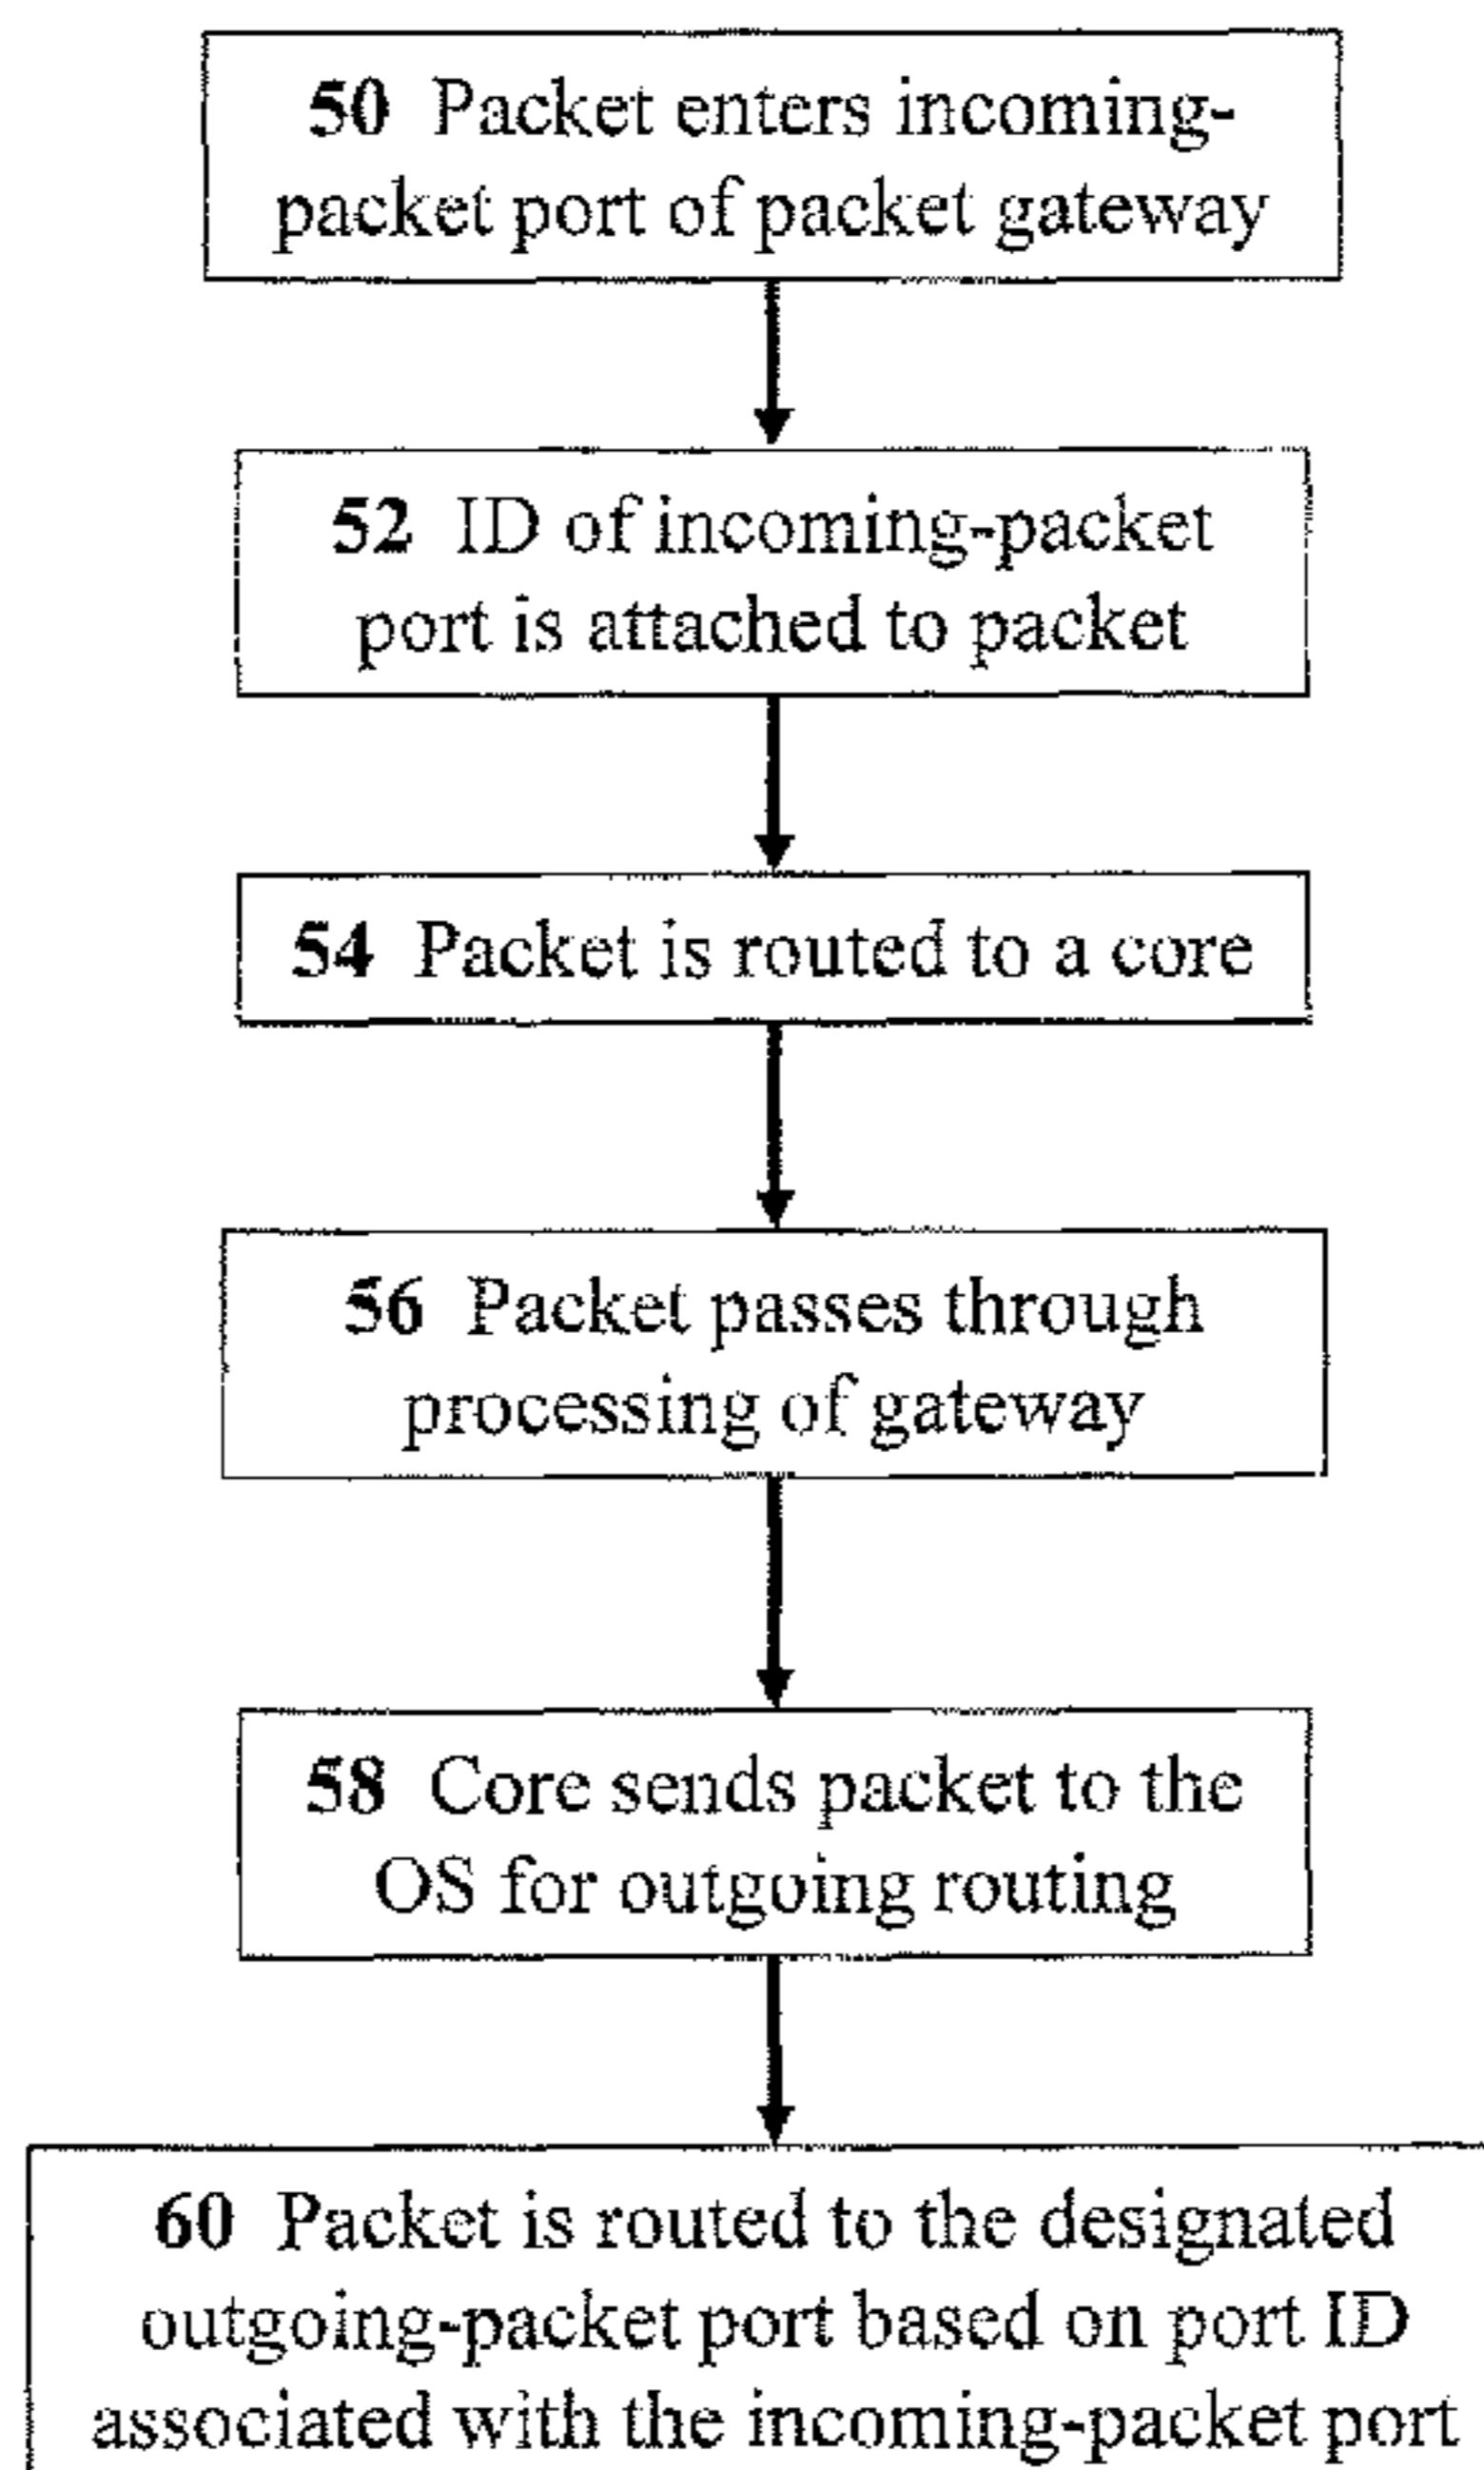 50 Packet enters incoming-
packet port of packet gateway
52 ID of incoming-packet
port is attached to packet
54 Packet is routed to a core
56 Packet passes through
processing of gateway
58 Core sends packet to the
OS for outgoing routing
60 Packet is routed to the designated
outgoing-packet port based on port ID
associated with the incoming-packet port